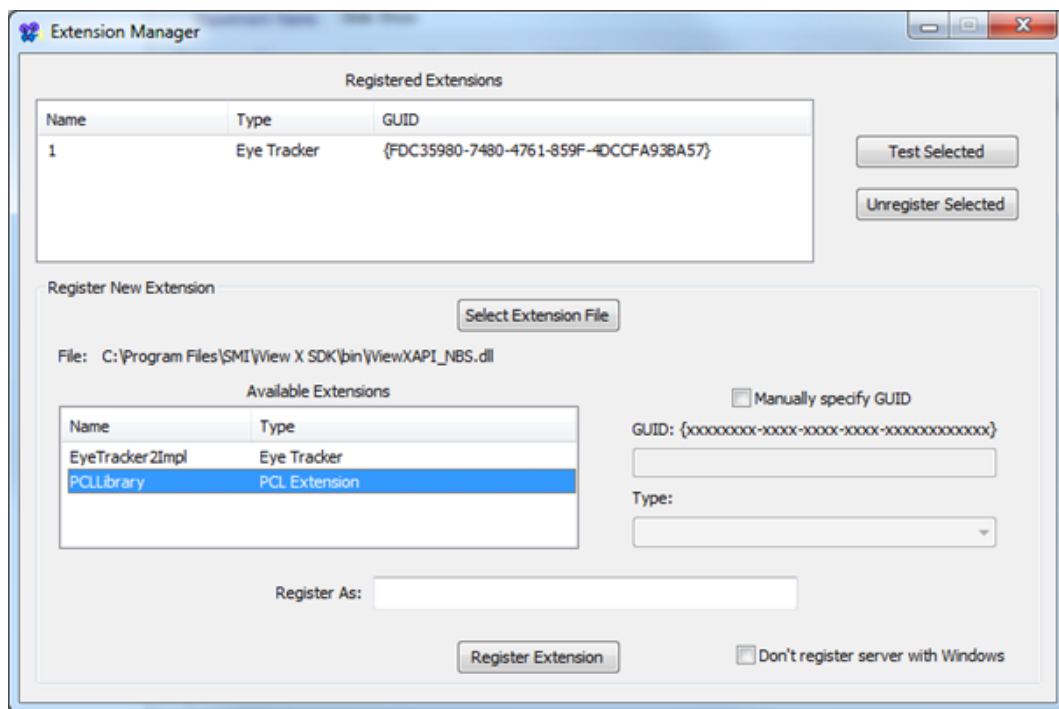 Extension Manager
Registered Extensions
Name Type GUID
1 Eye Tracker {FDC35980-7480-4761-859F-4DCCFA93BA57}
Test Selected
Unregister Selected
Register New Extension
Select Extension File
File: C:\Program Files\SMI\iView X SDK\bin\iViewXAPI_NBS.dll
Available Extensions
Name Type
EyeTracker2Impl Eye Tracker
PCLLibrary PCL Extension
Manually specify GUID
GUID: {xxxxxxxx-xxxx-xxxx-xxxx-xxxxxxxxxxxx}
Type:
Register As:
Register Extension
Don't register server with Windows